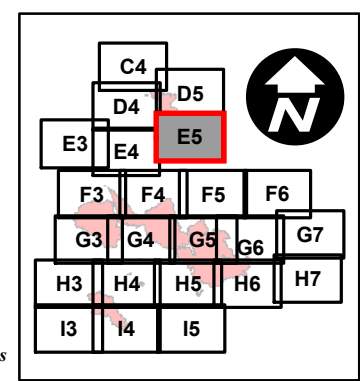 C4
D4 D5
E3 E4 E5
N
F3 F4 F5 F6
G3 G4 G5 G6 G7
H3 H4 H5 H6 H7
I3 I4 I5
s